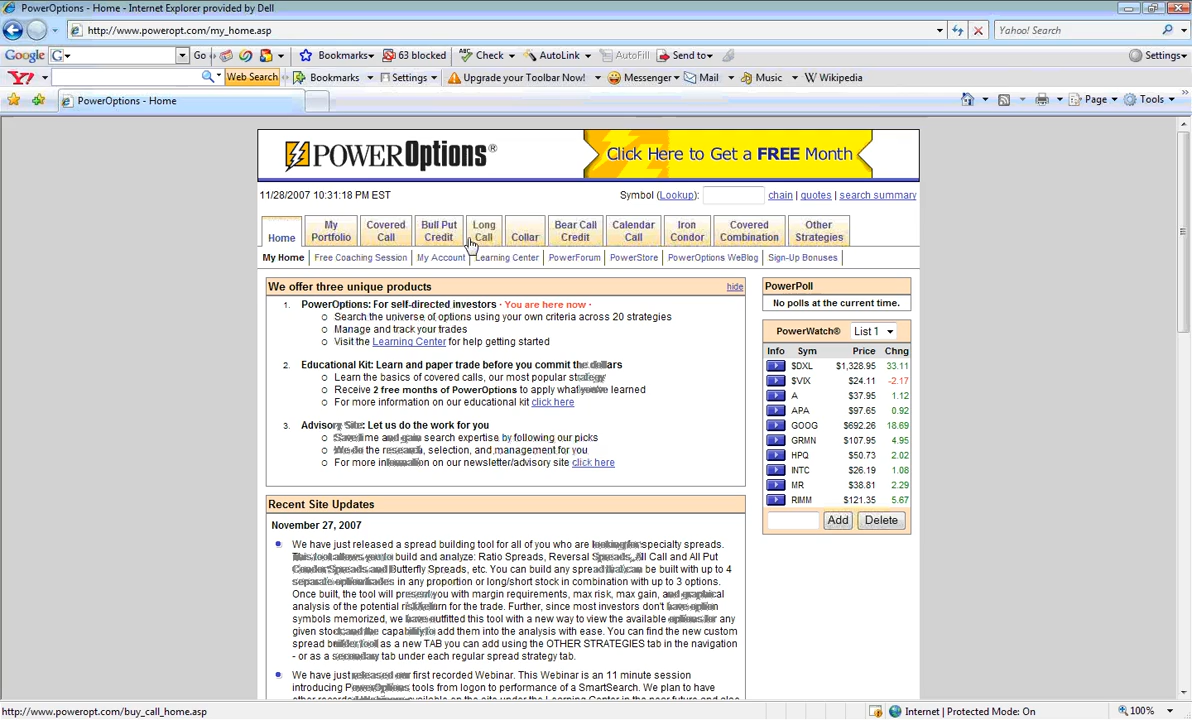 PowerOptions - Home - Internet Explorer provided by Dell
http://www.poweropt.com/my_home.asp
Yahoo! Search
Google G Go Bookmarks 63 blocked Check AutoLink AutoFill Send to Settings
Y! Web Search Bookmarks Settings Upgrade your Toolbar Now! Messenger Mail Music Wikipedia
PowerOptions - Home Page Tools
POWEROptions® Click Here to Get a FREE Month
11/28/2007 10:31:18 PM EST Symbol (Lookup): chain | quotes | search summary
Home My Portfolio Covered Call Bull Put Credit Long Call Collar Bear Call Credit Calendar Call Iron Condor Covered Combination Other Strategies
My Home Free Coaching Session My Account Learning Center PowerForum PowerStore PowerOptions WeBlog Sign-Up Bonuses
We offer three unique products hide
1. PowerOptions: For self-directed investors - You are here now -
Search the universe of options using your own criteria across 20 strategies
Manage and track your trades
Visit the Learning Center for help getting started
2. Educational Kit: Learn and paper trade before you commit the dollars
Learn the basics of covered calls, our most popular strategy
Receive 2 free months of PowerOptions to apply what you've learned
For more information on our educational kit click here
3. Advisory Site: Let us do the work for you
Save time and gain search expertise by following our picks
We do the research, selection, and management for you
For more information on our newsletter/advisory site click here
PowerPoll
No polls at the current time.
PowerWatch® List 1
Info Sym Price Chng
$DXL $1,328.95 33.11
$VIX $24.11 -2.17
A $37.95 1.12
APA $97.65 0.92
GOOG $692.26 18.69
GRMN $107.95 4.95
HPQ $50.73 2.02
INTC $26.19 1.08
MR $38.81 2.29
RIMM $121.35 5.67
Add Delete
Recent Site Updates
November 27, 2007
We have just released a spread building tool for all of you who are looking for specialty spreads.
This tool allows you to build and analyze: Ratio Spreads, Reversal Spreads, All Call and All Put
Condor Spreads and Butterfly Spreads, etc. You can build any spread that can be built with up to 4
separate option trades in any proportion or long/short stock in combination with up to 3 options.
Once built, the tool will present you with margin requirements, max risk, max gain, and graphical
analysis of the potential risk/return for the trade. Further, since most investors don't have option
symbols memorized, we have outfitted this tool with a new way to view the available options for any
given stock and the capability to add them into the analysis with ease. You can find the new custom
spread builder tool as a new TAB you can add using the OTHER STRATEGIES tab in the navigation
- or as a secondary tab under each regular spread strategy tab.
We have just released our first recorded Webinar. This Webinar is an 11 minute session
introducing PowerOptions tools from logon to performance of a SmartSearch. We plan to have
http://www.poweropt.com/buy_call_home.asp Internet | Protected Mode: On 100%